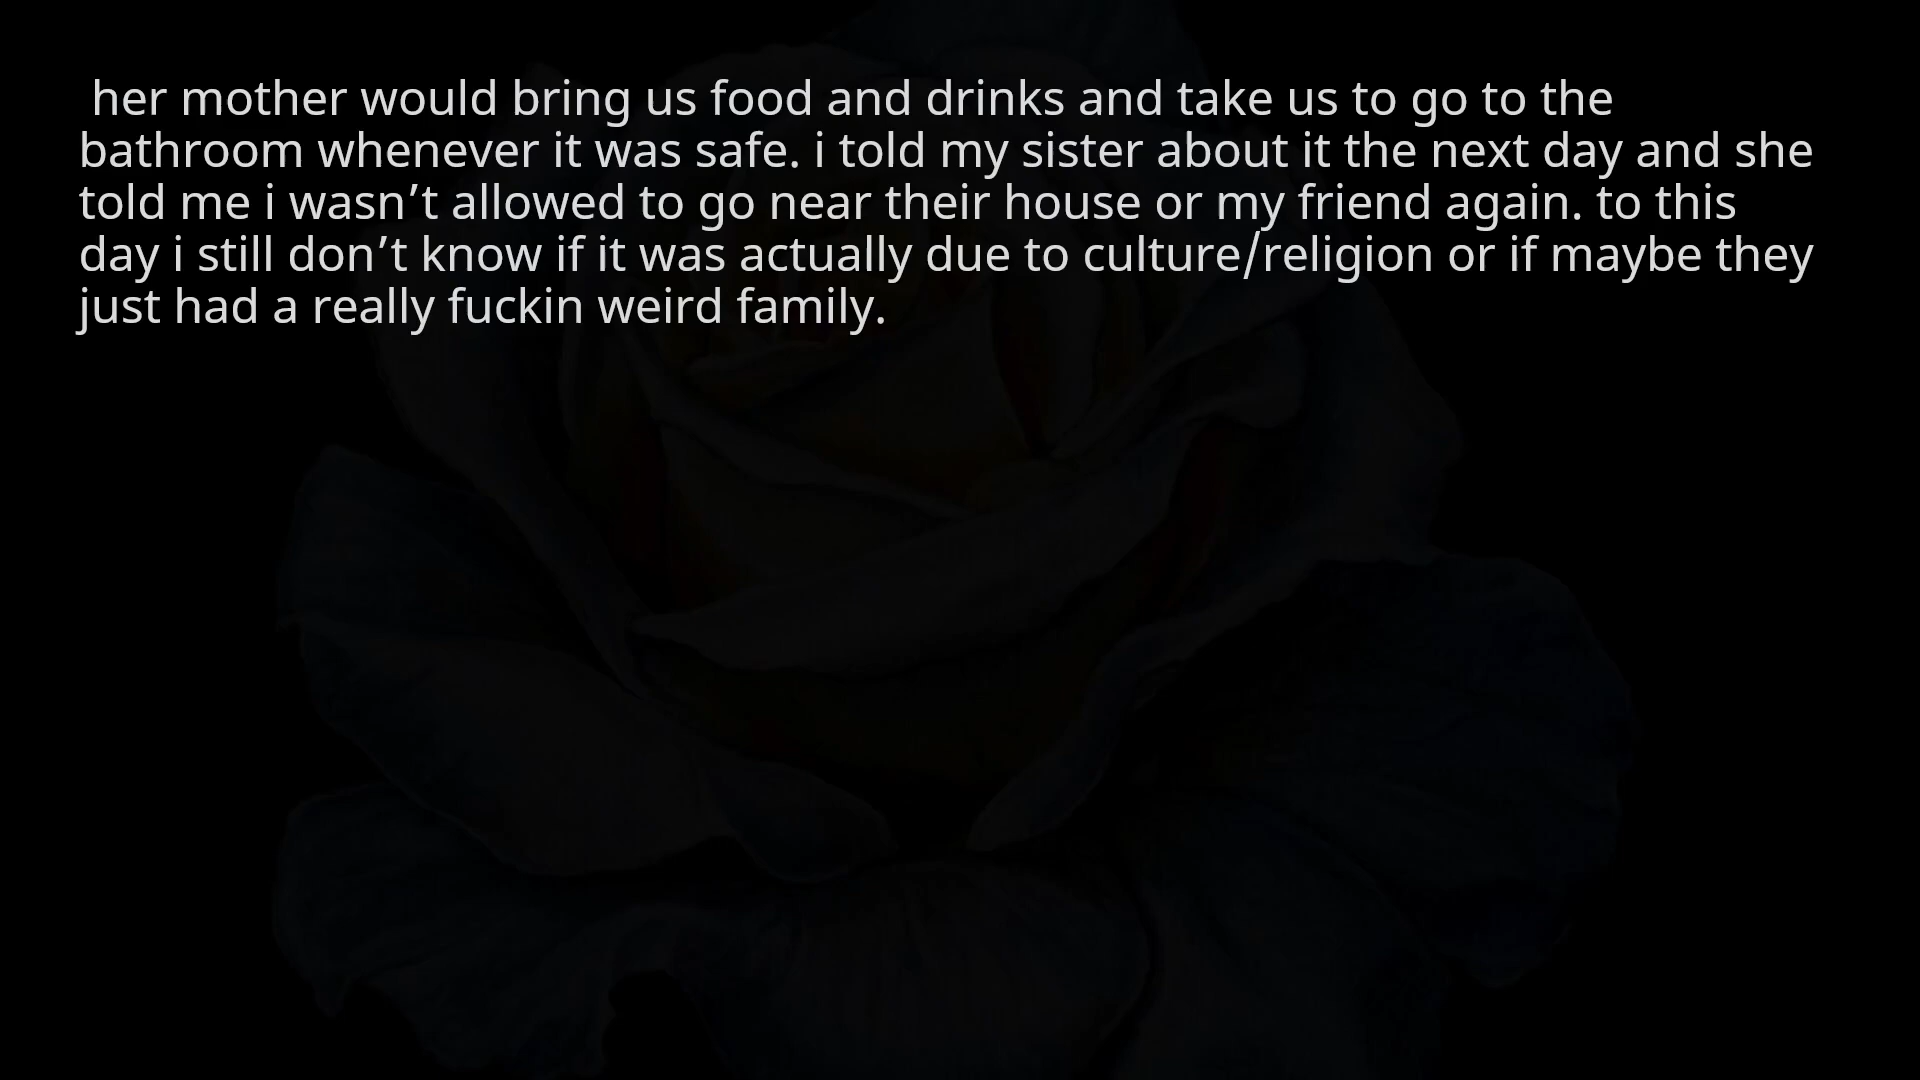 her mother would bring us food and drinks and take us to go to the
bathroom whenever it was safe. i told my sister about it the next day and she
told me i wasn’t allowed to go near their house or my friend again. to this
day i still don’t know if it was actually due to culture/religion or if maybe they
just had a really fuckin weird family.